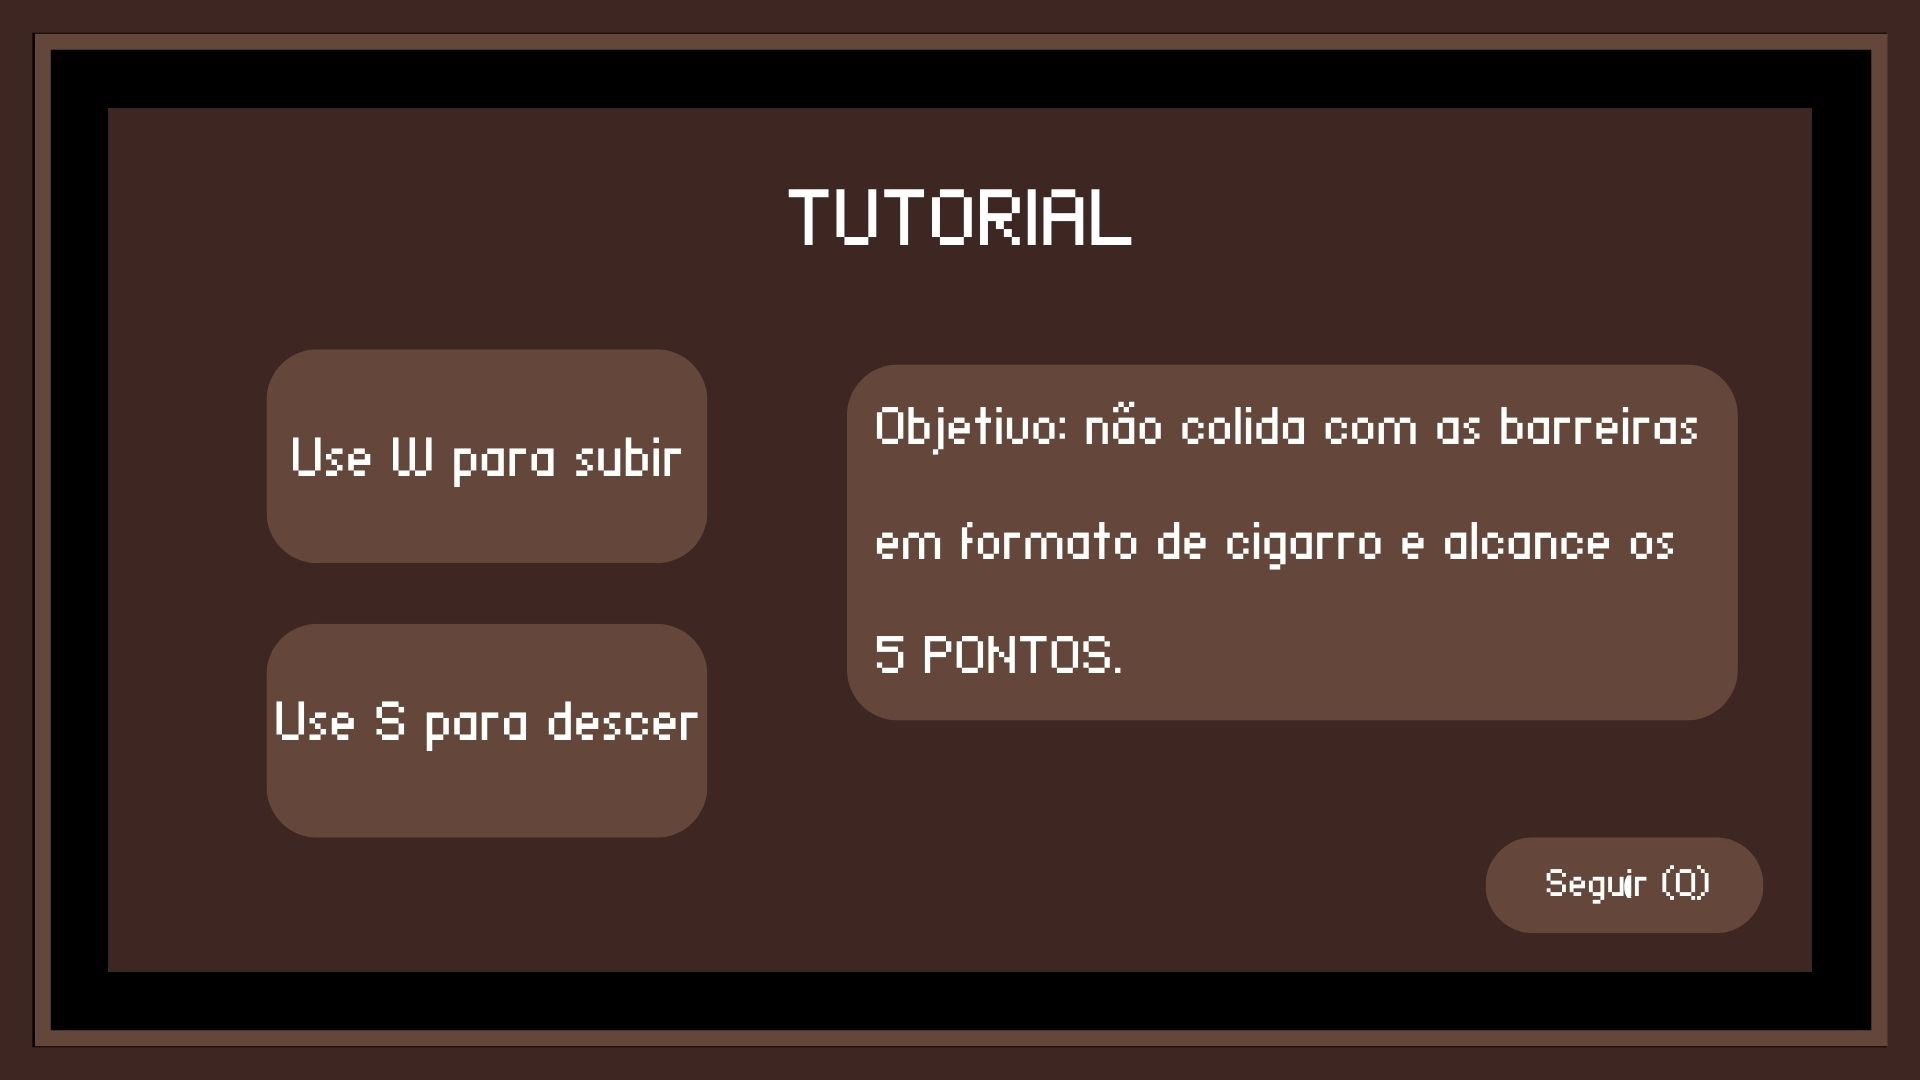 TUTORIAL
Use W para subir
Use S para descer
Objetivo: não colida com as barreiras
em formato de cigarro e alcance os
5 PONTOS.
Seguir (Q)